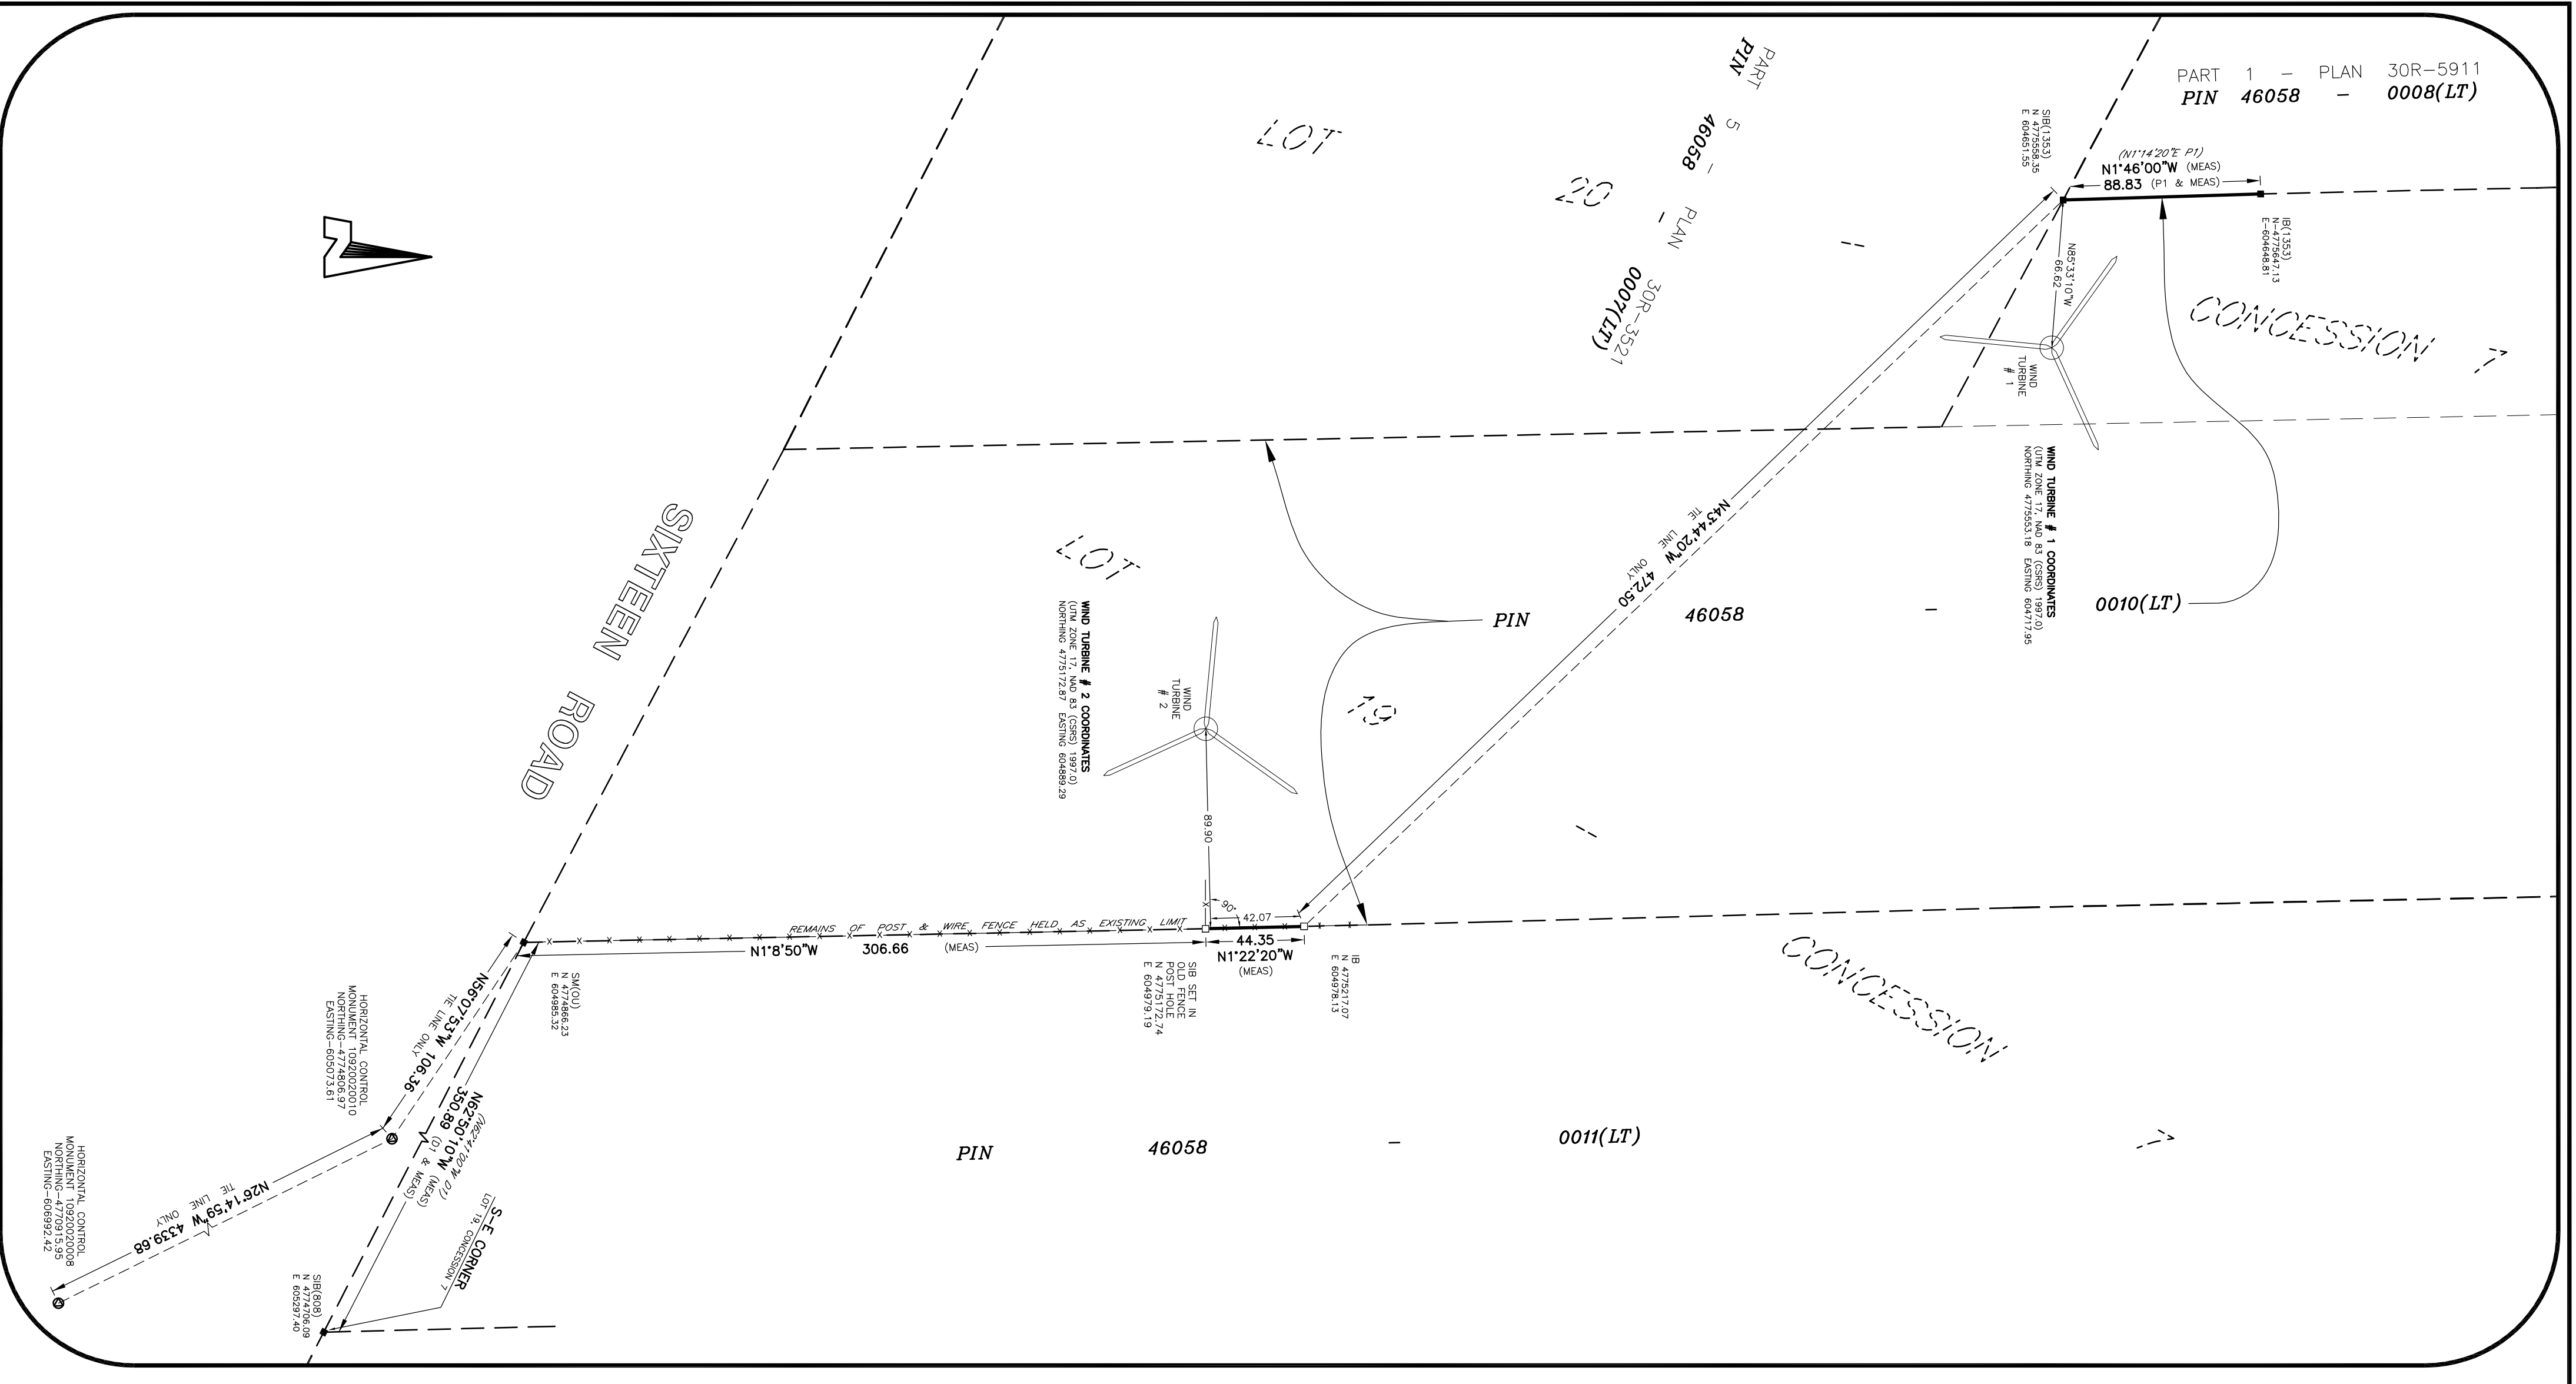 PART 1 - PLAN 30R-5911
PIN 46058 - 0008(LT)
PART 5 - PLAN 30R-3521
PIN 46058 - 0007(LT)
LOT 20 --
SIB(1353)
N 4775558.35
E 604651.55
(N1°14'20"E P1)
N1°46'00"W (MEAS)
88.83 (P1 & MEAS)
IB(1353)
N-4775647.13
E-604648.81
N85°33'10"W
66.62
CONCESSION 7
WIND
TURBINE
# 1
WIND TURBINE # 1 COORDINATES
(UTM ZONE 17, NAD 83 (CSRS) 1997.0)
NORTHING 4775553.18 EASTING 604717.95
N43°44'20"W 472.50
TIE LINE ONLY
PIN 46058 - 0010(LT)
SIXTEEN ROAD
LOT 19 --
WIND TURBINE # 2 COORDINATES
(UTM ZONE 17, NAD 83 (CSRS) 1997.0)
NORTHING 4775172.87 EASTING 604889.29
WIND
TURBINE
# 2
89.90
90°
42.07
44.35
N1°22'20"W
(MEAS)
REMAINS OF POST & WIRE FENCE HELD AS EXISTING LIMIT
N1°8'50"W 306.66 (MEAS)
IB
N 4775217.07
E 604978.13
SIB SET IN
OLD FENCE
POST HOLE
N 4775172.74
E 604979.19
SM(OU)
N 4774866.23
E 604985.32
CONCESSION 7
N56°07'53"W 106.36
TIE LINE ONLY
HORIZONTAL CONTROL
MONUMENT 10920020010
NORTHING-4774806.97
EASTING-605073.61
(N62°41'00"W D1)
N62°50'10"W (MEAS)
350.89 (D1 & MEAS)
PIN 46058 - 0011(LT)
S-E CORNER
LOT 19, CONCESSION 7
HORIZONTAL CONTROL
MONUMENT 10920020008
NORTHING-4770915.95
EASTING-606992.42
N26°14'59"W 4339.68
TIE LINE ONLY
SIB(808)
N 4774706.09
E 605297.40